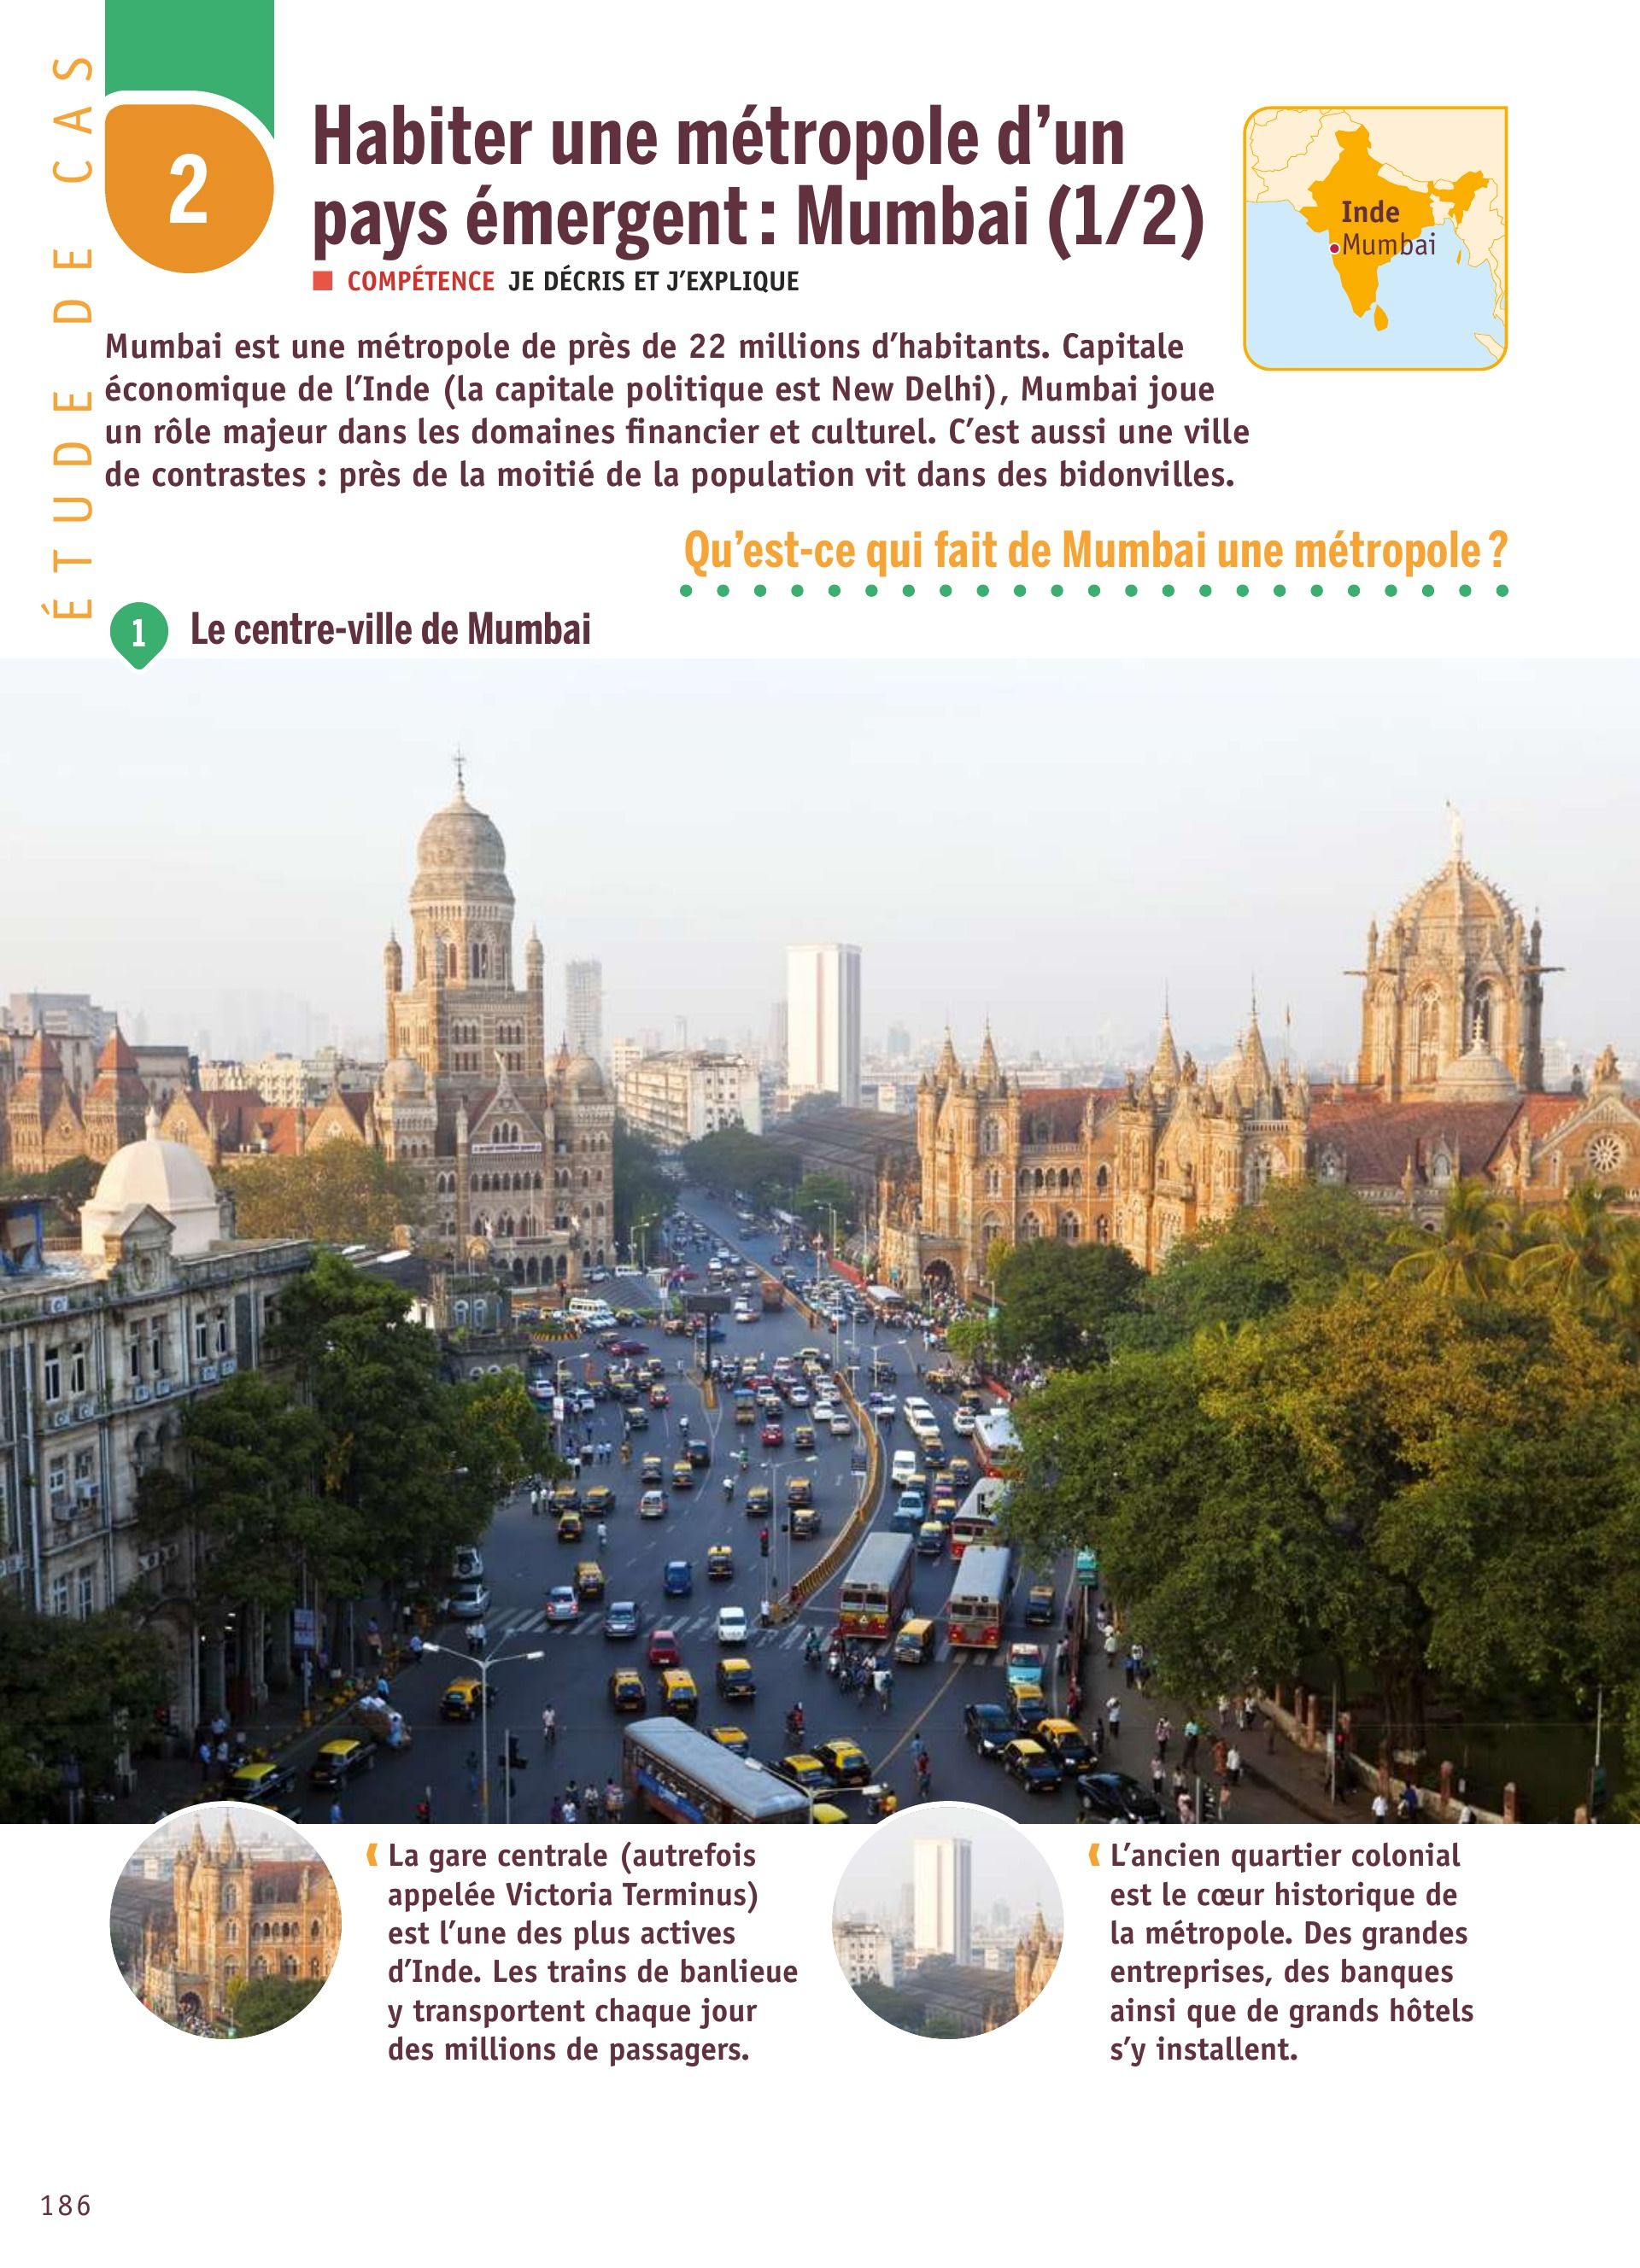 ÉTUDE DE CAS
2
Habiter une métropole d’un
pays émergent : Mumbai (1/2)
COMPÉTENCE JE DÉCRIS ET J’EXPLIQUE
Inde
Mumbai
Mumbai est une métropole de près de 22 millions d’habitants. Capitale
économique de l’Inde (la capitale politique est New Delhi), Mumbai joue
un rôle majeur dans les domaines financier et culturel. C’est aussi une ville
de contrastes : près de la moitié de la population vit dans des bidonvilles.
Qu’est-ce qui fait de Mumbai une métropole ?
1 Le centre-ville de Mumbai
La gare centrale (autrefois
appelée Victoria Terminus)
est l’une des plus actives
d’Inde. Les trains de banlieue
y transportent chaque jour
des millions de passagers.
L’ancien quartier colonial
est le cœur historique de
la métropole. Des grandes
entreprises, des banques
ainsi que de grands hôtels
s’y installent.
186